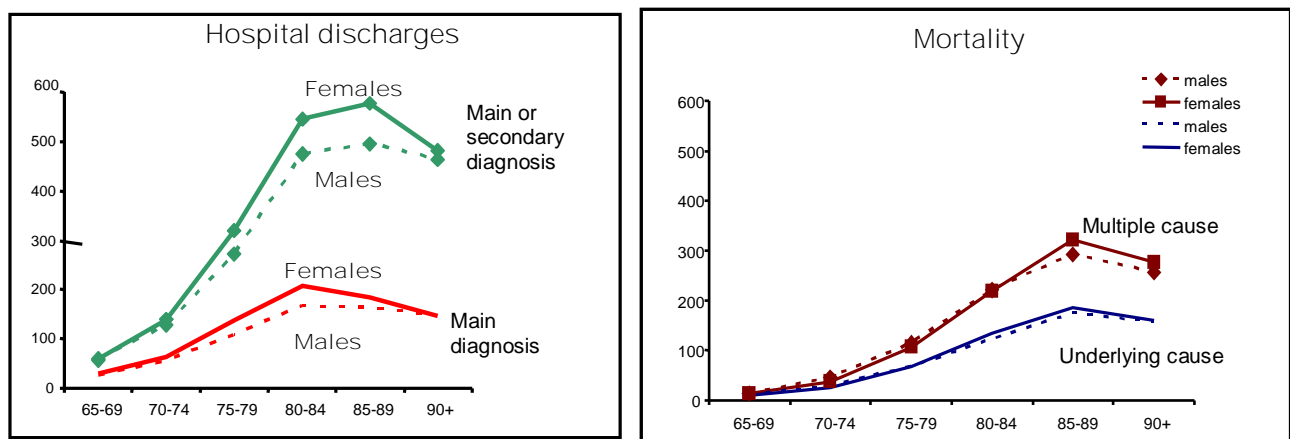 Hospital discharges
600
500
400
300
200
100
0
Females
Main or
secondary
diagnosis
Males
Females
Males
Main
diagnosis
65-69 70-74 75-79 80-84 85-89 90+
Mortality
males
females
males
females
600
500
400
300
200
100
0
Multiple cause
Underlying cause
65-69 70-74 75-79 80-84 85-89 90+